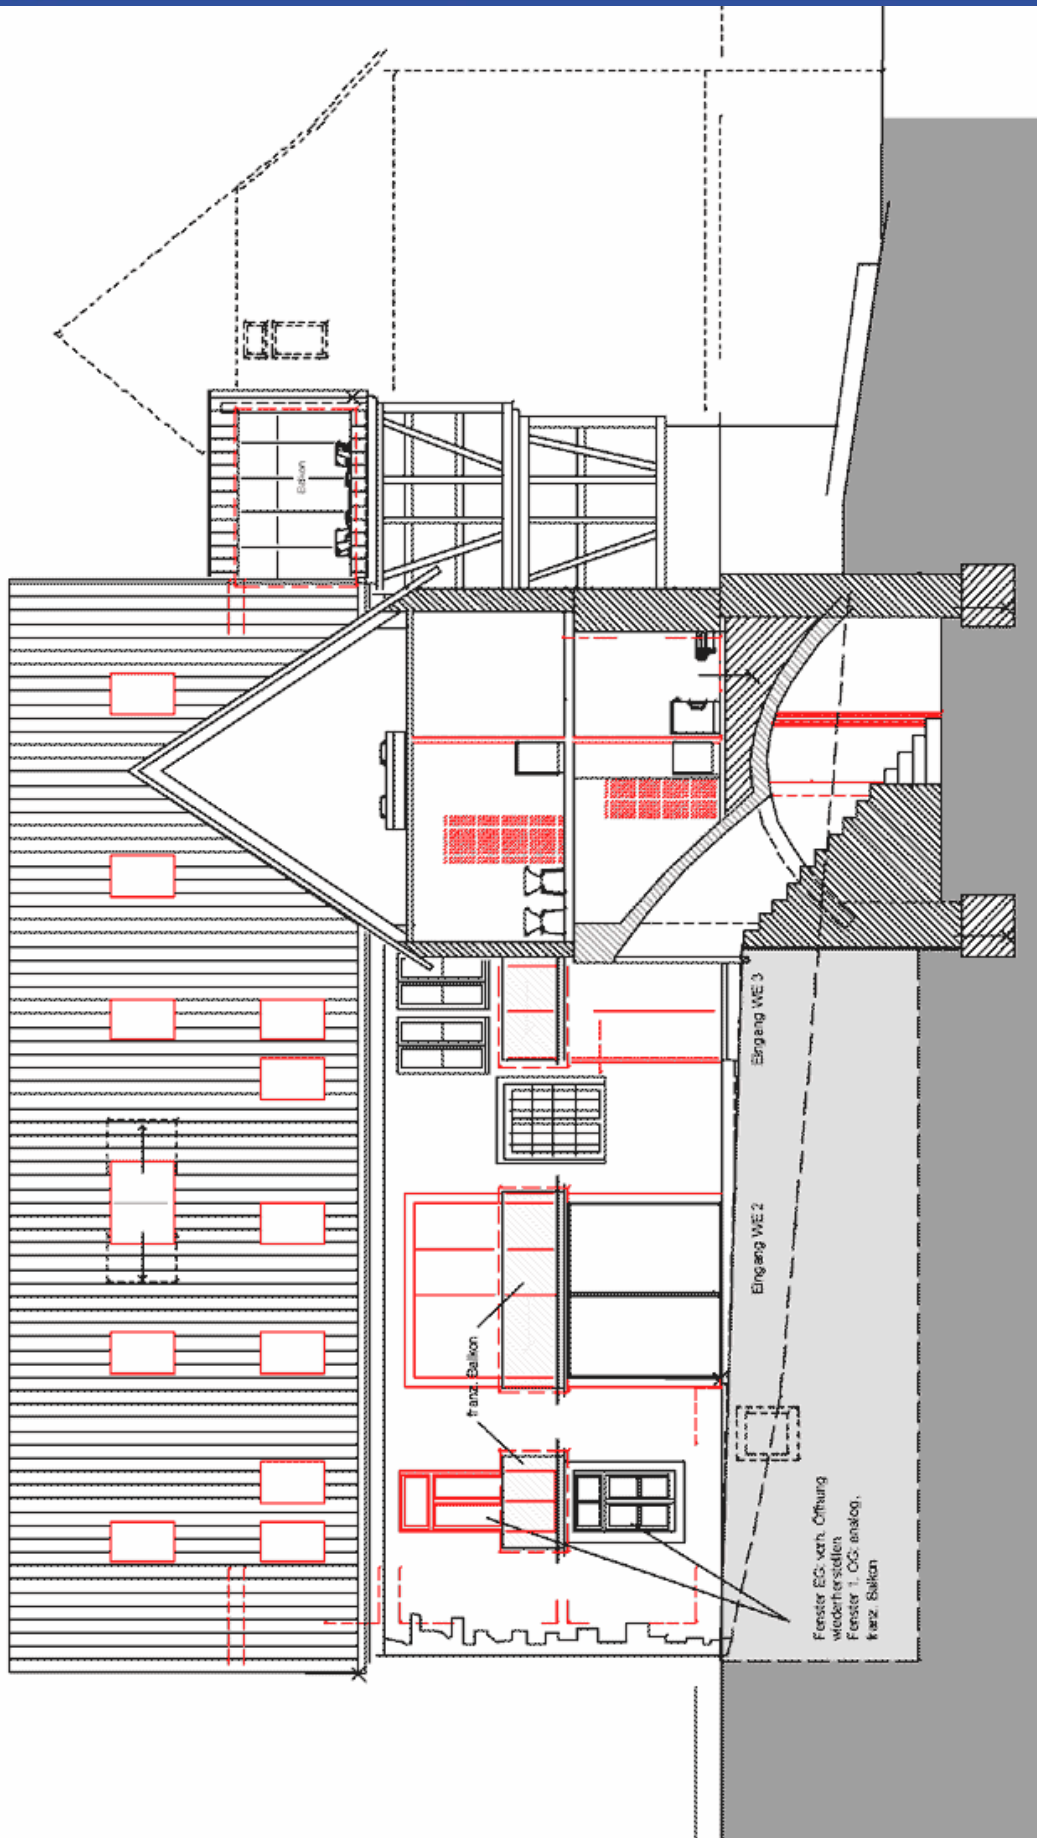 Balkon
franz. Balkon
Eingang WE 2
Eingang WE 3
Fenster EG: vorh. Öffnung
wiederherstellen
Fenster 1. OG: analog,
franz. Balkon